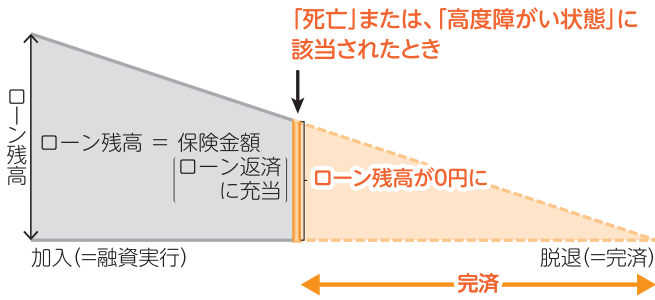 「死亡」または、「高度障がい状態」に
該当されたとき
ローン残高
ローン残高 ＝ 保険金額
ローン返済
に充当
ローン残高が0円に
加入(=融資実行)
脱退(=完済)
完済